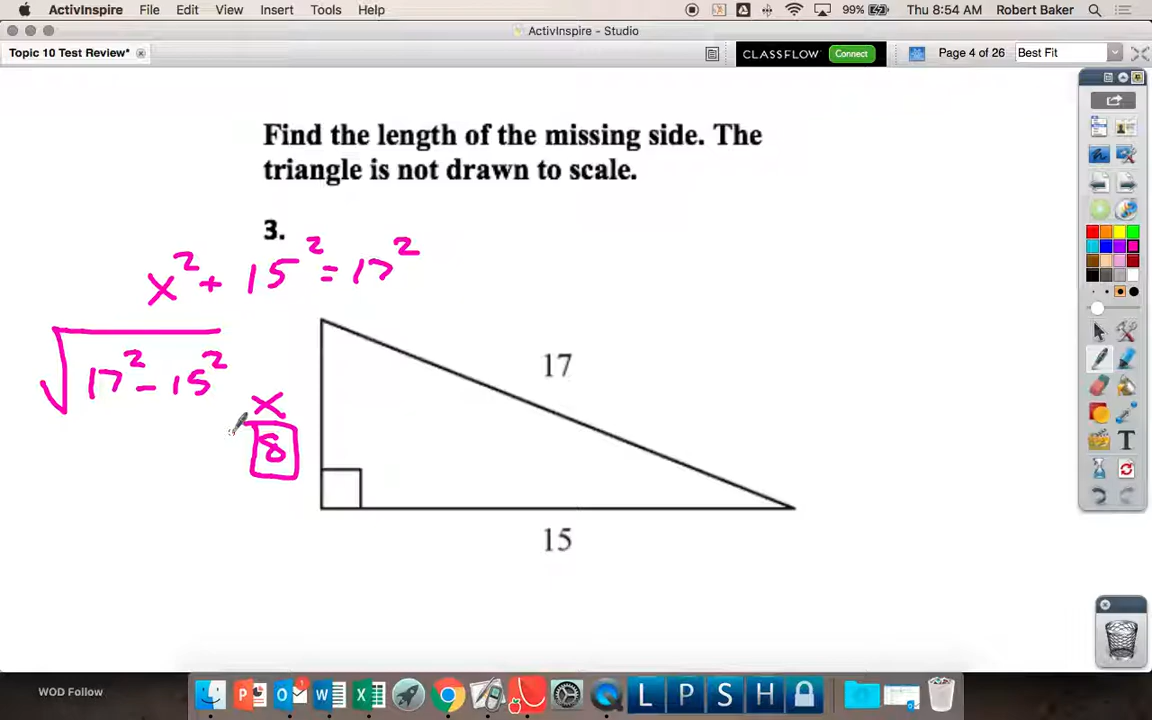 ActivInspire File Edit View Insert Tools Help 99% Thu 8:54 AM Robert Baker
ActivInspire - Studio
Topic 10 Test Review* CLASSFLOW Connect Page 4 of 26 Best Fit
Find the length of the missing side. The
triangle is not drawn to scale.
3.
x² + 15² = 17²
√17² - 15²
17
x
8
15
T
WOD Follow
P W X L P S H